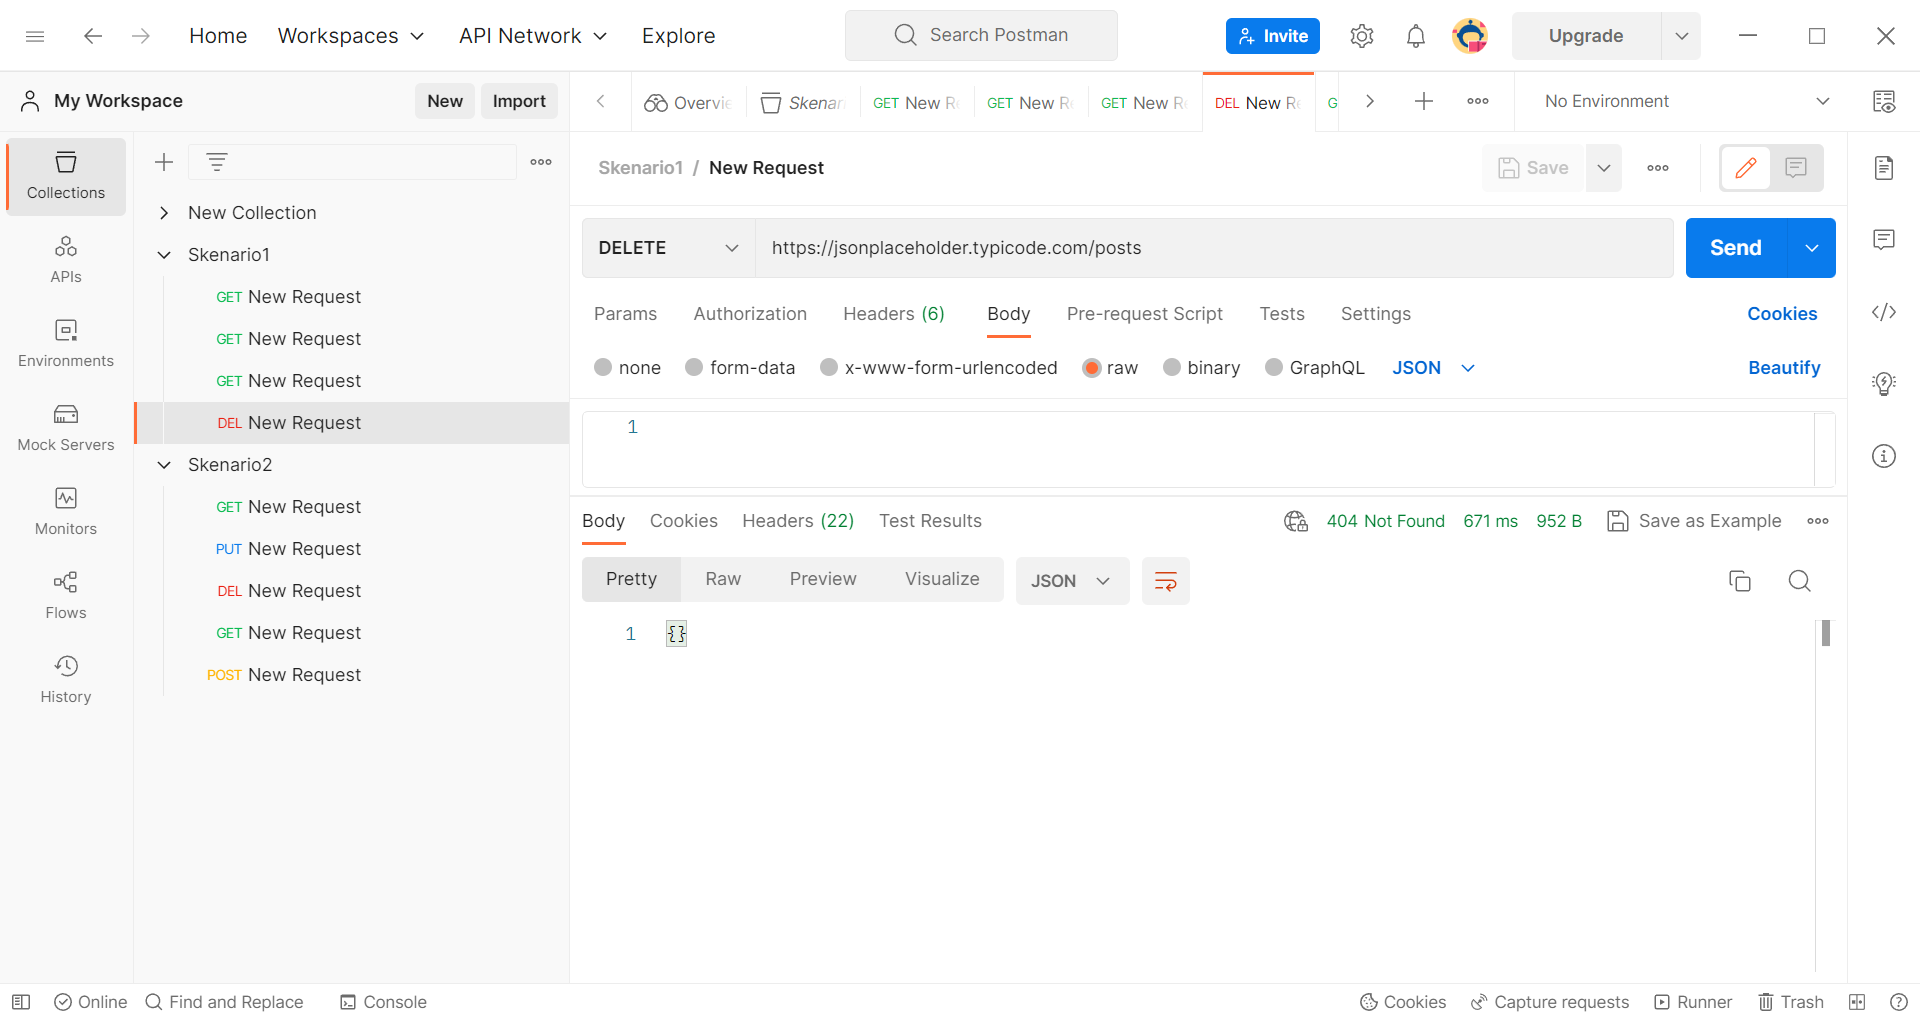 Home Workspaces API Network Explore Search Postman Invite Upgrade
My Workspace New Import
Overvie Skenar GET New Re GET New Re GET New Re DEL New Re G No Environment
Collections
APIs
Environments
Mock Servers
Monitors
Flows
History
New Collection
Skenario1
GET New Request
GET New Request
GET New Request
DEL New Request
Skenario2
GET New Request
PUT New Request
DEL New Request
GET New Request
POST New Request
Skenario1 / New Request Save
DELETE https://jsonplaceholder.typicode.com/posts Send
Params Authorization Headers (6) Body Pre-request Script Tests Settings Cookies
none form-data x-www-form-urlencoded raw binary GraphQL JSON Beautify
1
Body Cookies Headers (22) Test Results 404 Not Found 671 ms 952 B Save as Example
Pretty Raw Preview Visualize JSON
1 {}
Online Find and Replace Console Cookies Capture requests Runner Trash